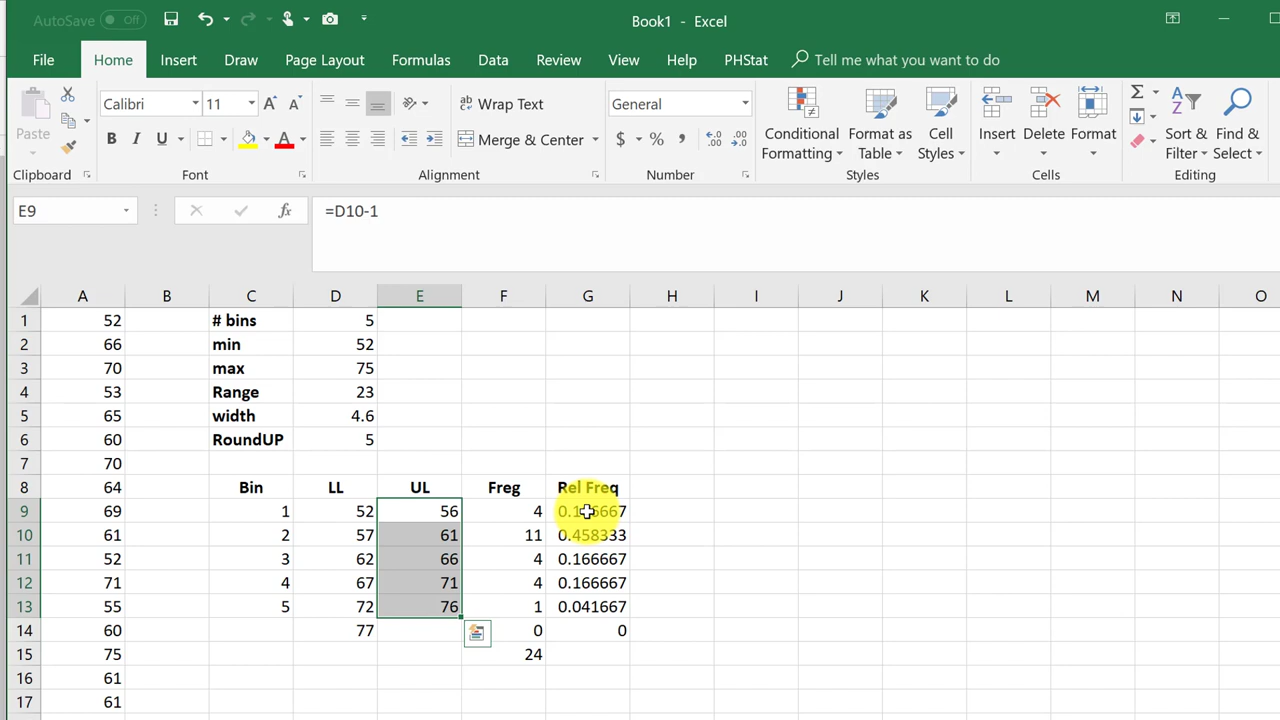 AutoSave Off Book1 - Excel
File Home Insert Draw Page Layout Formulas Data Review View Help PHStat Tell me what you want to do
Paste Calibri 11 Wrap Text General Conditional Formatting Format as Table Cell Styles Insert Delete Format Sort & Filter Find & Select
B I U A Merge & Center $ %
Clipboard Font Alignment Number Styles Cells Editing
E9 fx =D10-1
A B C D E F G H I J K L M N O
1 52 # bins 5
2 66 min 52
3 70 max 75
4 53 Range 23
5 65 width 4.6
6 60 RoundUP 5
7 70
8 64 Bin LL UL Freg Rel Freq
9 69 1 52 56 4
10 61 2 57 61 11 0.458333
11 52 3 62 66 4 0.166667
12 71 4 67 71 4 0.166667
13 55 5 72 76 1 0.041667
14 60 77 0 0
15 75 24
16 61
17 61